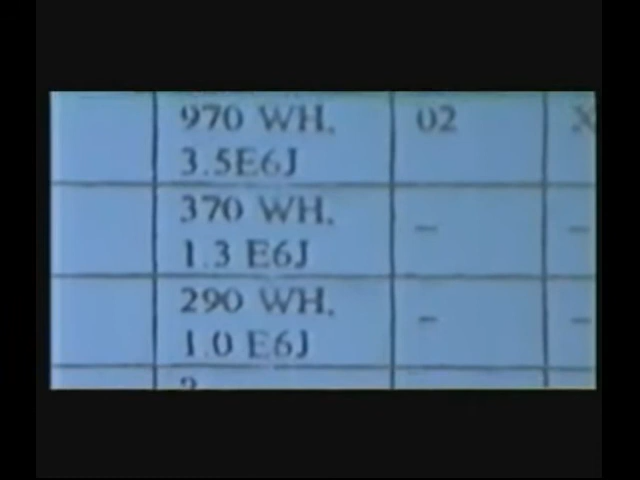 970 WH, 02 X
3.5E6J
370 WH, – –
1.3 E6J
290 WH, – –
1.0 E6J